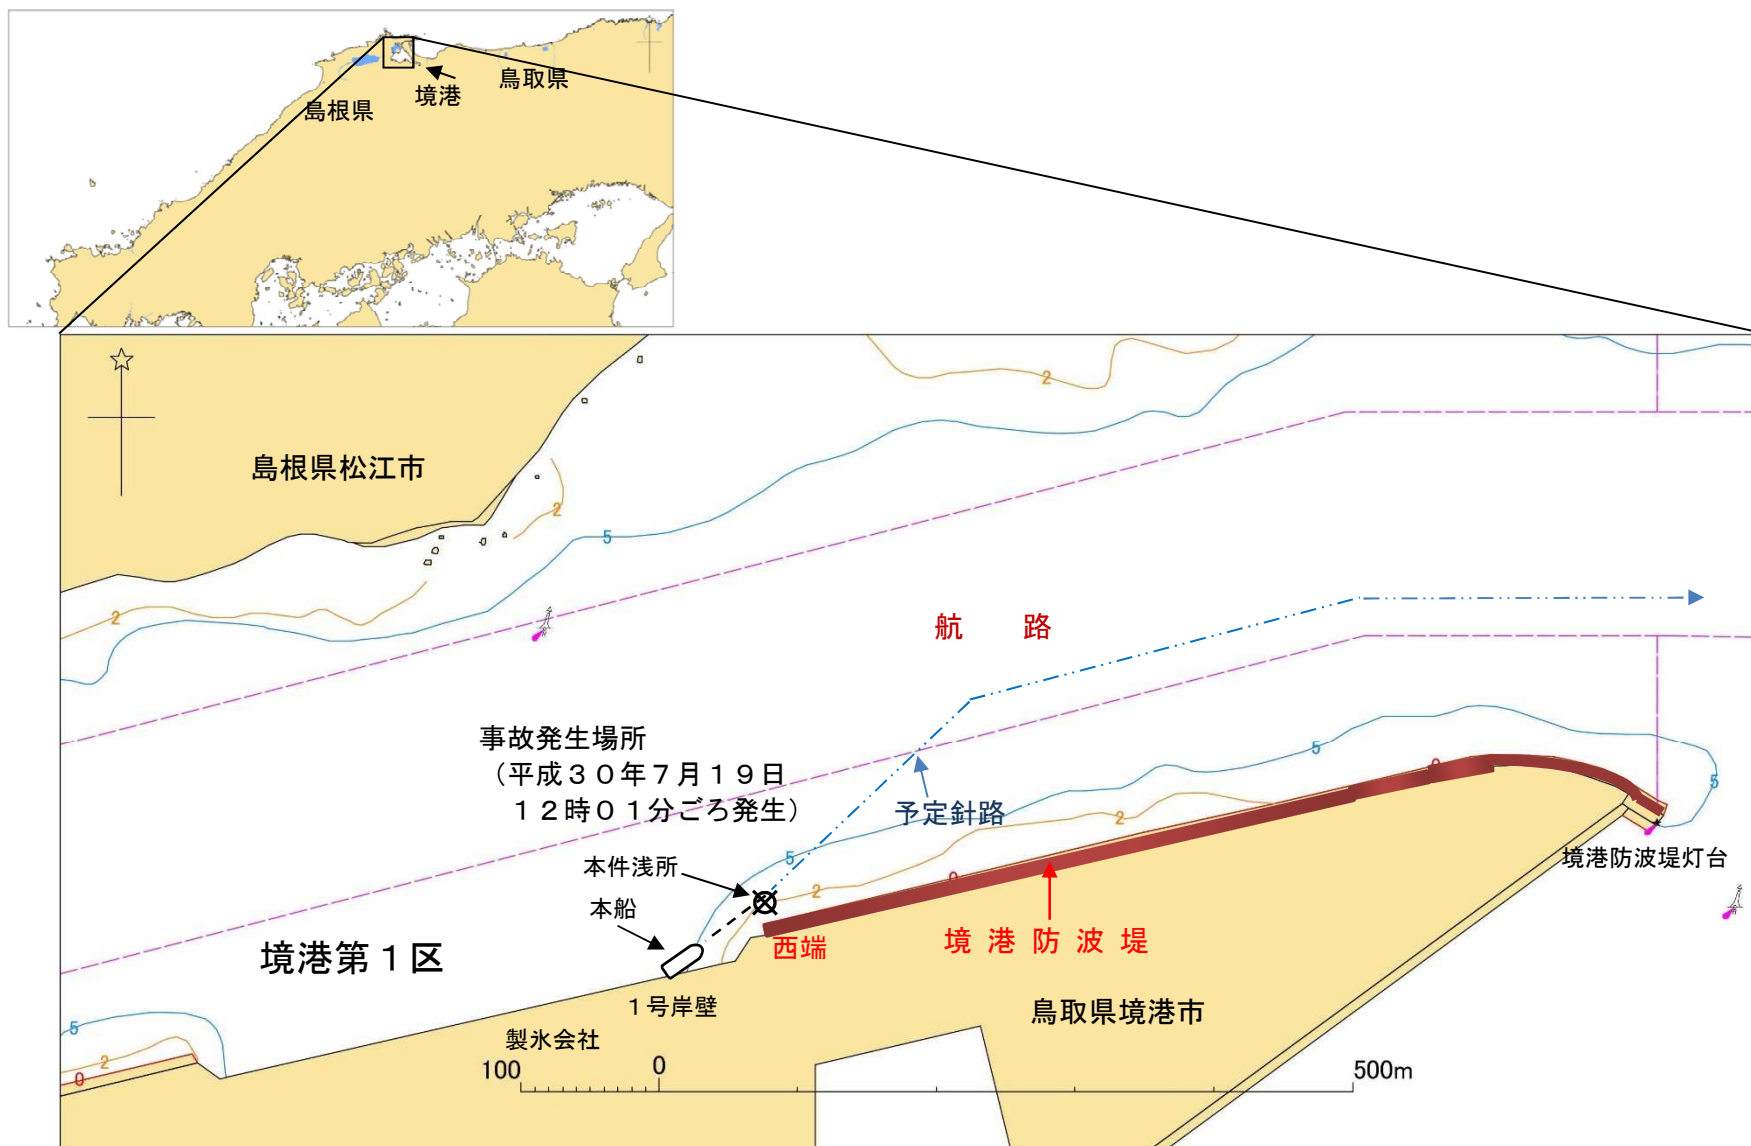 鳥取県
境港
島根県
2
島根県松江市
5
2
2
航 路
事故発生場所
（平成３０年７月１９日
１２時０１分ごろ発生）
5
0
5
予定針路
2
5
本件浅所
境港防波堤灯台
2
0
本船
西端
境 港 防 波 堤
境港第１区
１号岸壁
鳥取県境港市
5
製氷会社
2
0
100
0
500m